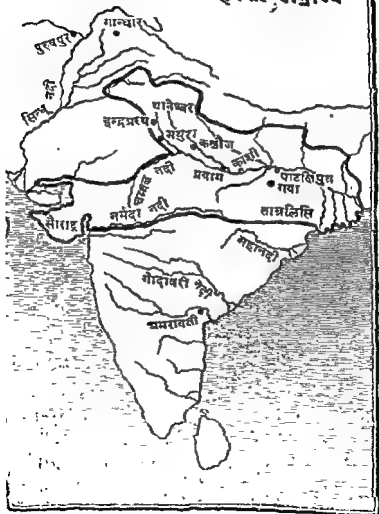 गान्धार
पुरुषपुर
सिन्धु नदी
थानेश्वर
इन्द्रप्रस्थ
मथुरा
कन्नौज
काशी
प्रयाग
पाटलिपुत्र
गया
चम्बल नदी
नर्मदा नदी
ताम्रलिप्ति
सौराष्ट्र
महानदी
गोदावरी नदी
अमरावती